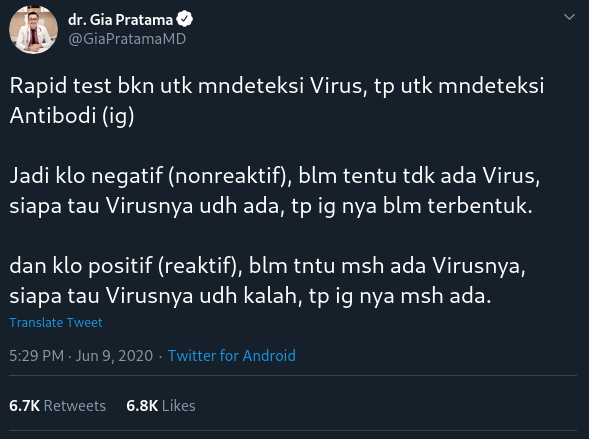 dr. Gia Pratama
@GiaPratamaMD
Rapid test bkn utk mndeteksi Virus, tp utk mndeteksi
Antibodi (ig)
Jadi klo negatif (nonreaktif), blm tentu tdk ada Virus,
siapa tau Virusnya udh ada, tp ig nya blm terbentuk.
dan klo positif (reaktif), blm tntu msh ada Virusnya,
siapa tau Virusnya udh kalah, tp ig nya msh ada.
Translate Tweet
5:29 PM · Jun 9, 2020 · Twitter for Android
6.7K Retweets 6.8K Likes